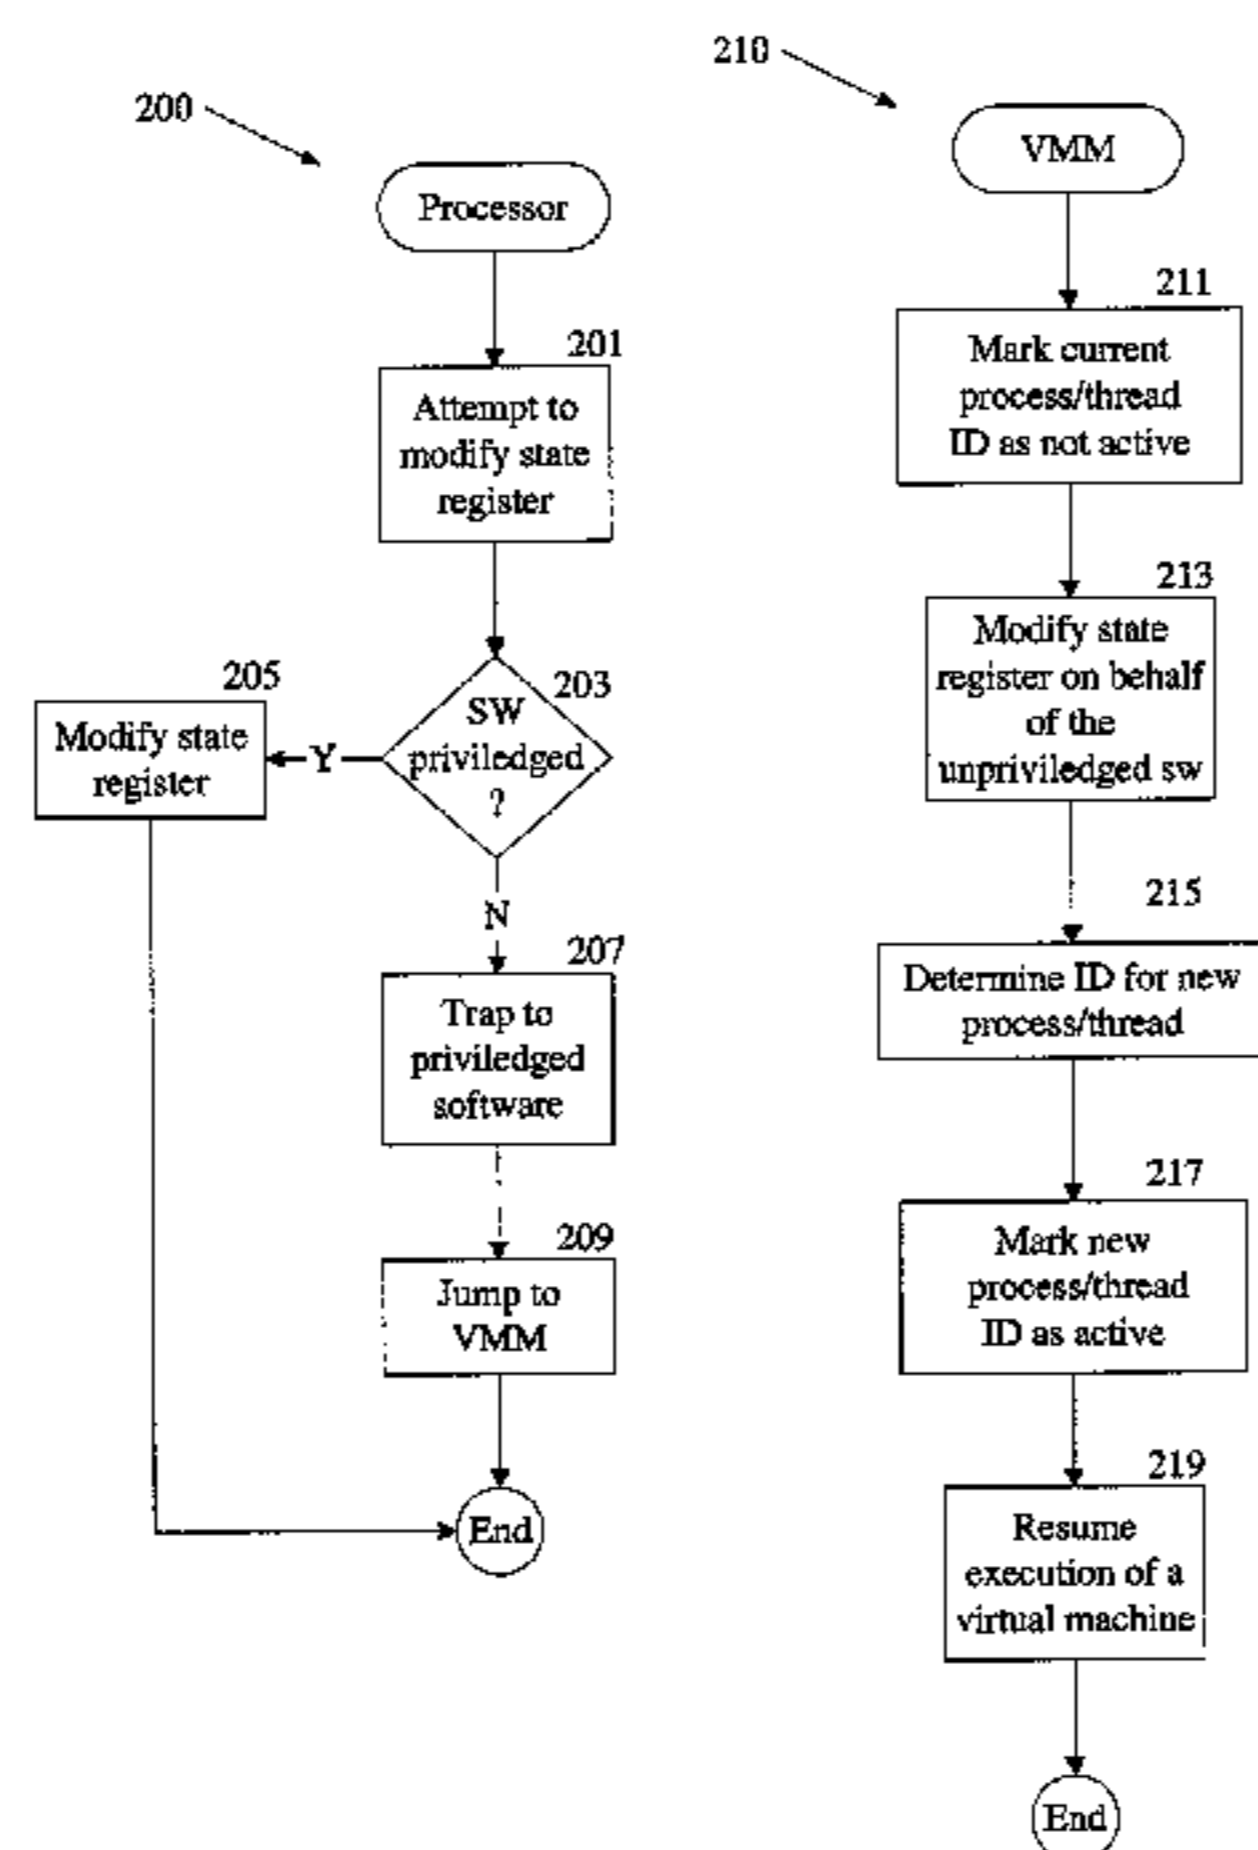 200
Processor
201
Attempt to
modify state
register
203
SW
priviledged
?
Y
205
Modify state
register
N
207
Trap to
priviledged
software
209
Jump to
VMM
End
210
VMM
211
Mark current
process/thread
ID as not active
213
Modify state
register on behalf
of the
unpriviledged sw
215
Determine ID for new
process/thread
217
Mark new
process/thread
ID as active
219
Resume
execution of a
virtual machine
End